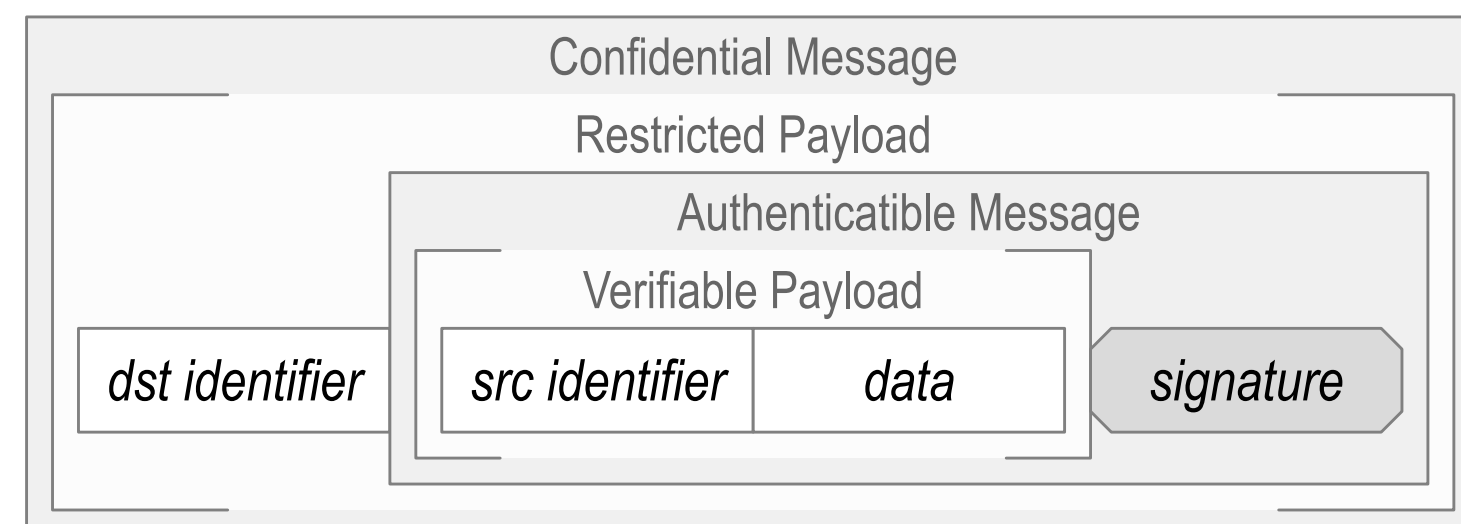 Confidential Message
Restricted Payload
Authenticatible Message
Verifiable Payload
dst identifier src identifier data signature